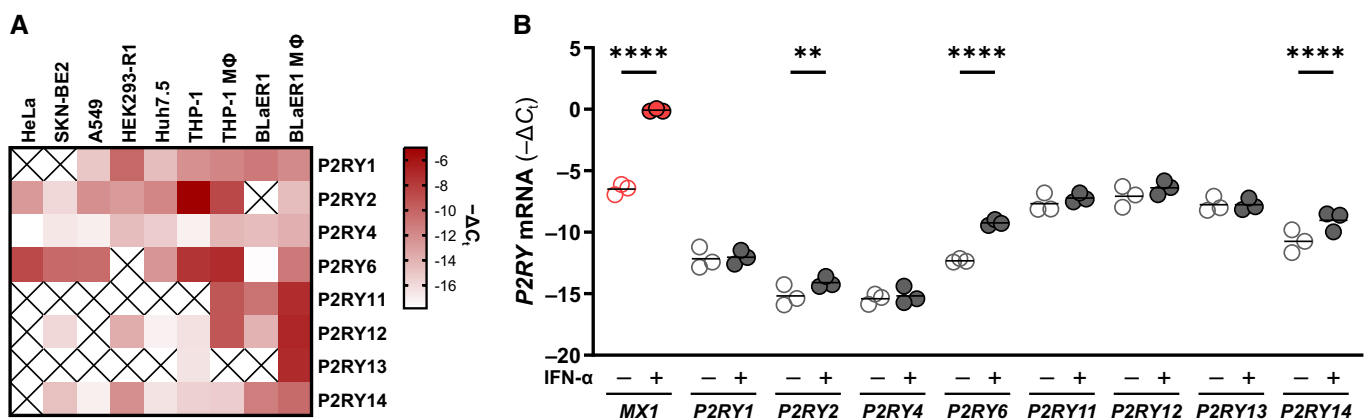 A
HeLa
SKN-BE2
A549
HEK293-R1
Huh7.5
THP-1
THP-1 MΦ
BLaER1
BLaER1 MΦ
P2RY1
P2RY2
P2RY4
P2RY6
P2RY11
P2RY12
P2RY13
P2RY14
-6
-8
-10
-12
-14
-16
−ΔCt
B
P2RY mRNA (−ΔCt)
5
0
−5
−10
−15
−20
**** ** **** ****
IFN-α − + − + − + − + − + − + − + − + − +
MX1 P2RY1 P2RY2 P2RY4 P2RY6 P2RY11 P2RY12 P2RY13 P2RY14